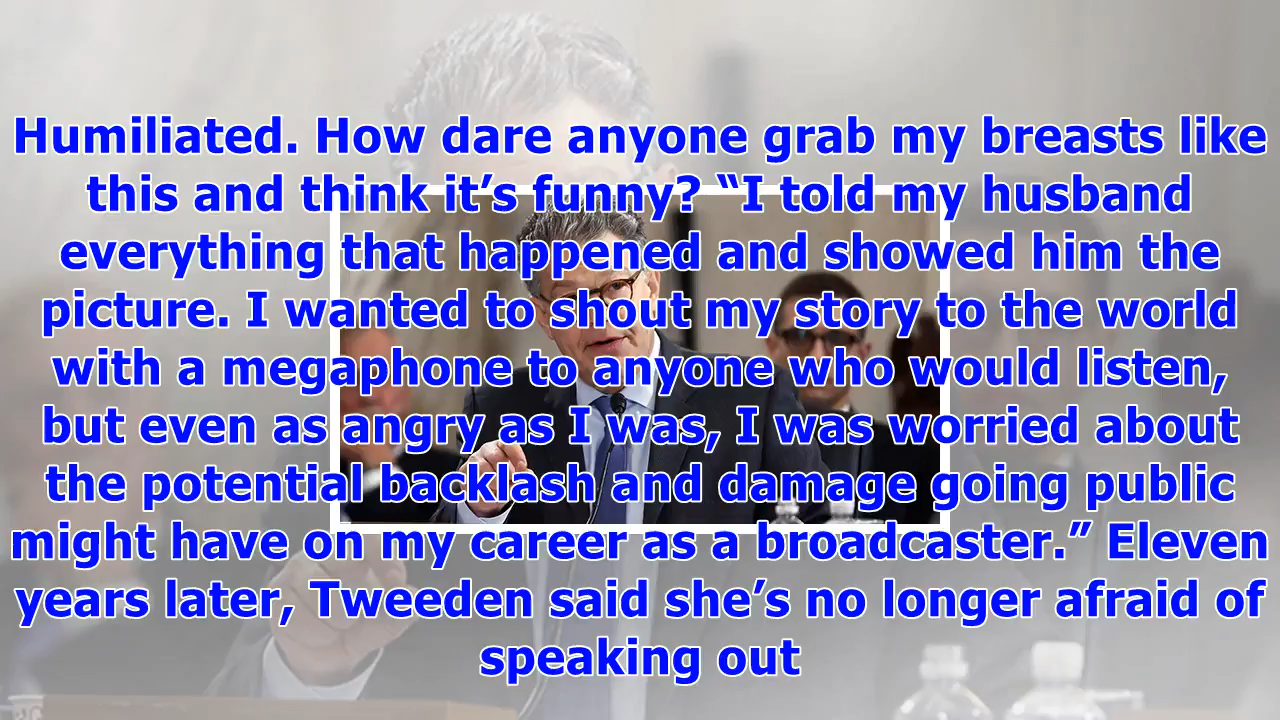 Humiliated. How dare anyone grab my breasts like
this and think it’s funny? “I told my husband
everything that happened and showed him the
picture. I wanted to shout my story to the world
with a megaphone to anyone who would listen,
but even as angry as I was, I was worried about
the potential backlash and damage going public
might have on my career as a broadcaster.” Eleven
years later, Tweeden said she’s no longer afraid of
speaking out